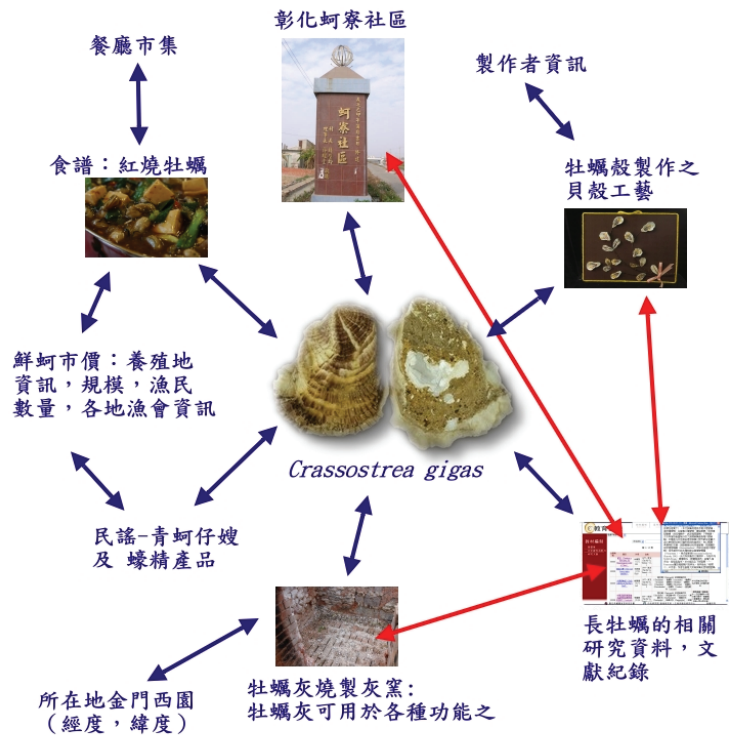 彰化蚵寮社區
餐廳市集
製作者資訊
蚵寮社區
食譜：紅燒牡蠣
牡蠣殼製作之
貝殼工藝
鮮蚵市價：養殖地
資訊，規模，漁民
數量，各地漁會資訊
Crassostrea gigas
民謠-青蚵仔嫂
及 蠔精產品
教育
長牡蠣的相關
研究資料，文
獻紀錄
牡蠣灰燒製灰窯:
牡蠣灰可用於各種功能之
所在地金門西園
（經度，緯度）